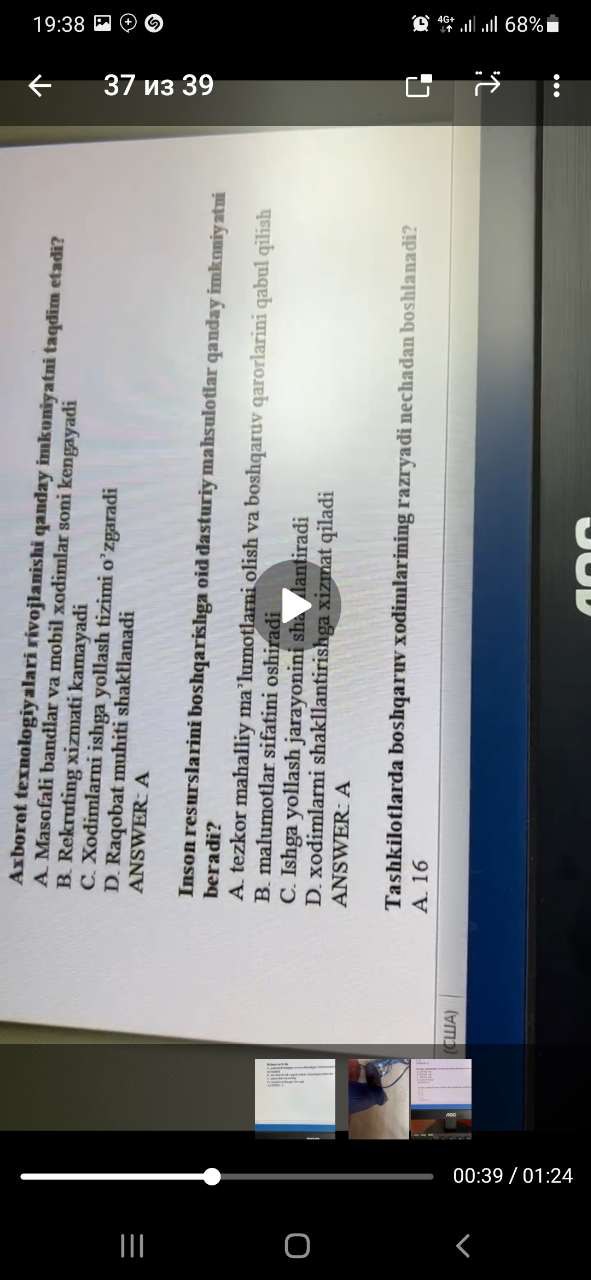 19:38
4G+
68%
37 из 39
Axborot texnologiyalari rivojlanishi qanday imkoniyatni taqdim etadi?
A. Masofali bandlar va mobil xodimlar soni kengayadi
B. Rekruting xizmati kamayadi
C. Xodimlarni ishga yollash tizimi o’zgaradi
D. Raqobat muhiti shakllanadi
ANSWER: A
Inson resurslarini boshqarishga oid dasturiy mahsulotlar qanday imkoniyatni
beradi?
A. tezkor mahalliy ma’lumotlarni olish va boshqaruv qarorlarini qabul qilish
B. malumotlar sifatini oshiradi
C. Ishga yollash jarayonini
D. xodimlarni shakllantirishga xizmat qiladi
ANSWER: A
Tashkilotlarda boshqaruv xodimlarining razryadi nechadan boshlanadi?
A. 16
(США)
AOC
00:39 / 01:24